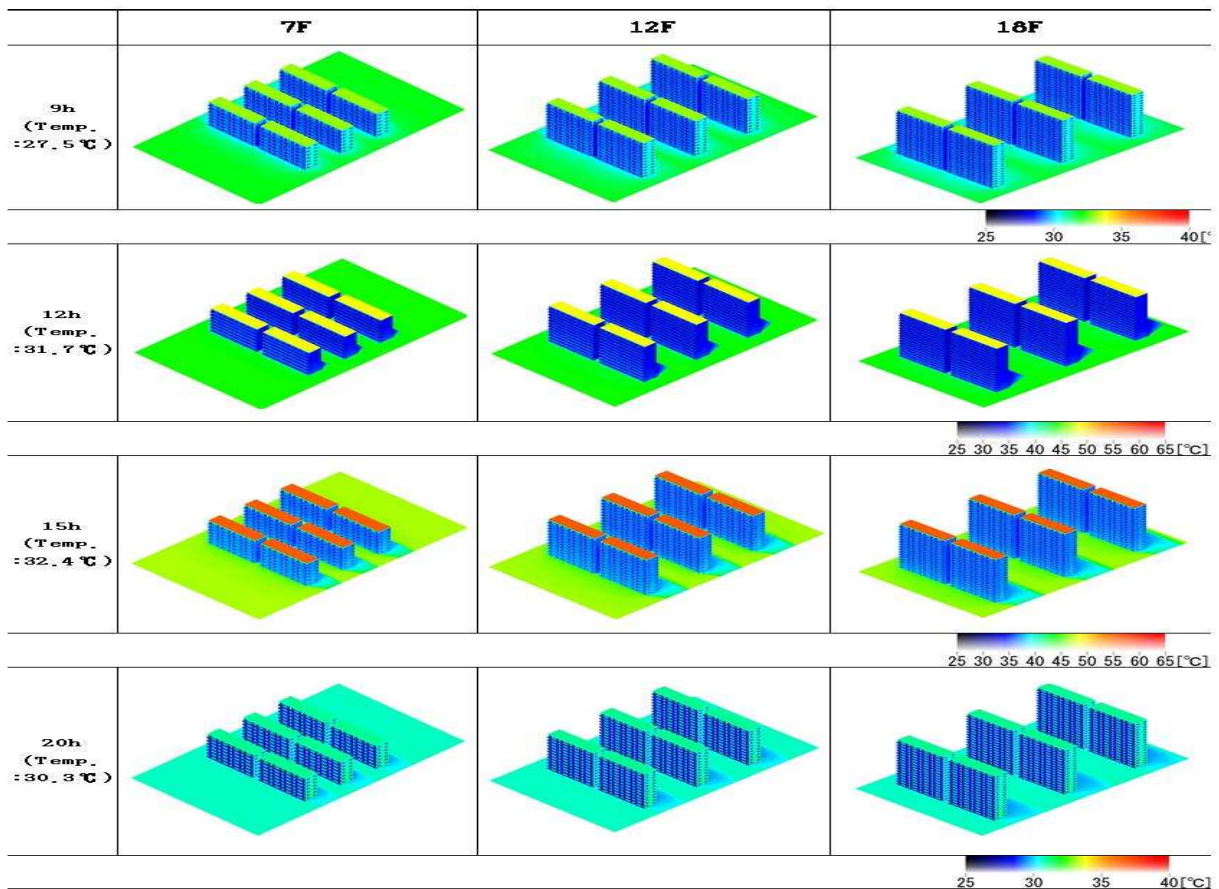 7F 12F 18F
9h
(Temp.
:27.5℃)
25 30 35 40[°
12h
(Temp.
:31.7℃)
25 30 35 40 45 50 55 60 65[℃]
15h
(Temp.
:32.4℃)
25 30 35 40 45 50 55 60 65[℃]
20h
(Temp.
:30.3℃)
25 30 35 40[℃]